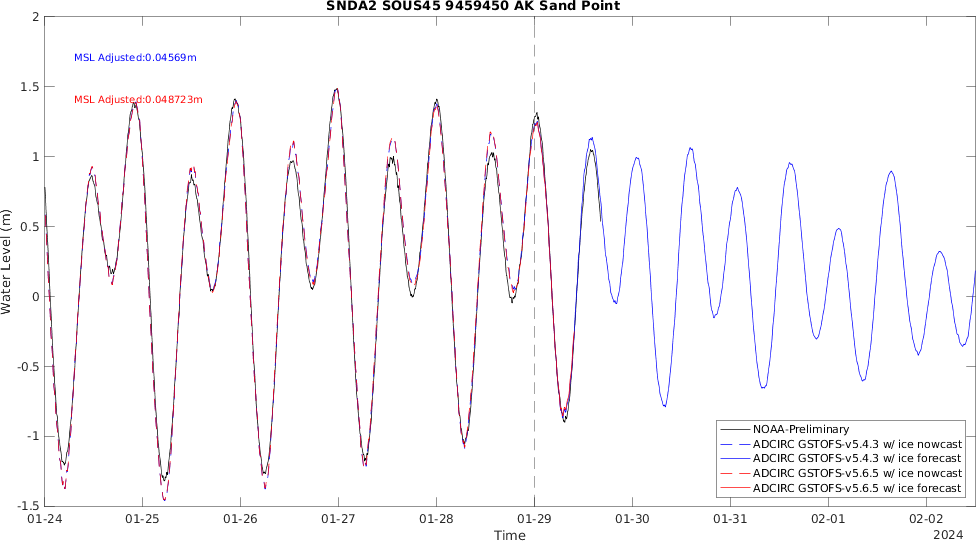 SNDA2 SOUS45 9459450 AK Sand Point
MSL Adjusted:0.04569m
MSL Adjusted:0.048723m
Water Level (m)
2
1.5
1
0.5
0
-0.5
-1
-1.5
01-24 01-25 01-26 01-27 01-28 01-29 01-30 01-31 02-01 02-02
Time
2024
NOAA-Preliminary
ADCIRC GSTOFS-v5.4.3 w/ ice nowcast
ADCIRC GSTOFS-v5.4.3 w/ ice forecast
ADCIRC GSTOFS-v5.6.5 w/ ice nowcast
ADCIRC GSTOFS-v5.6.5 w/ ice forecast